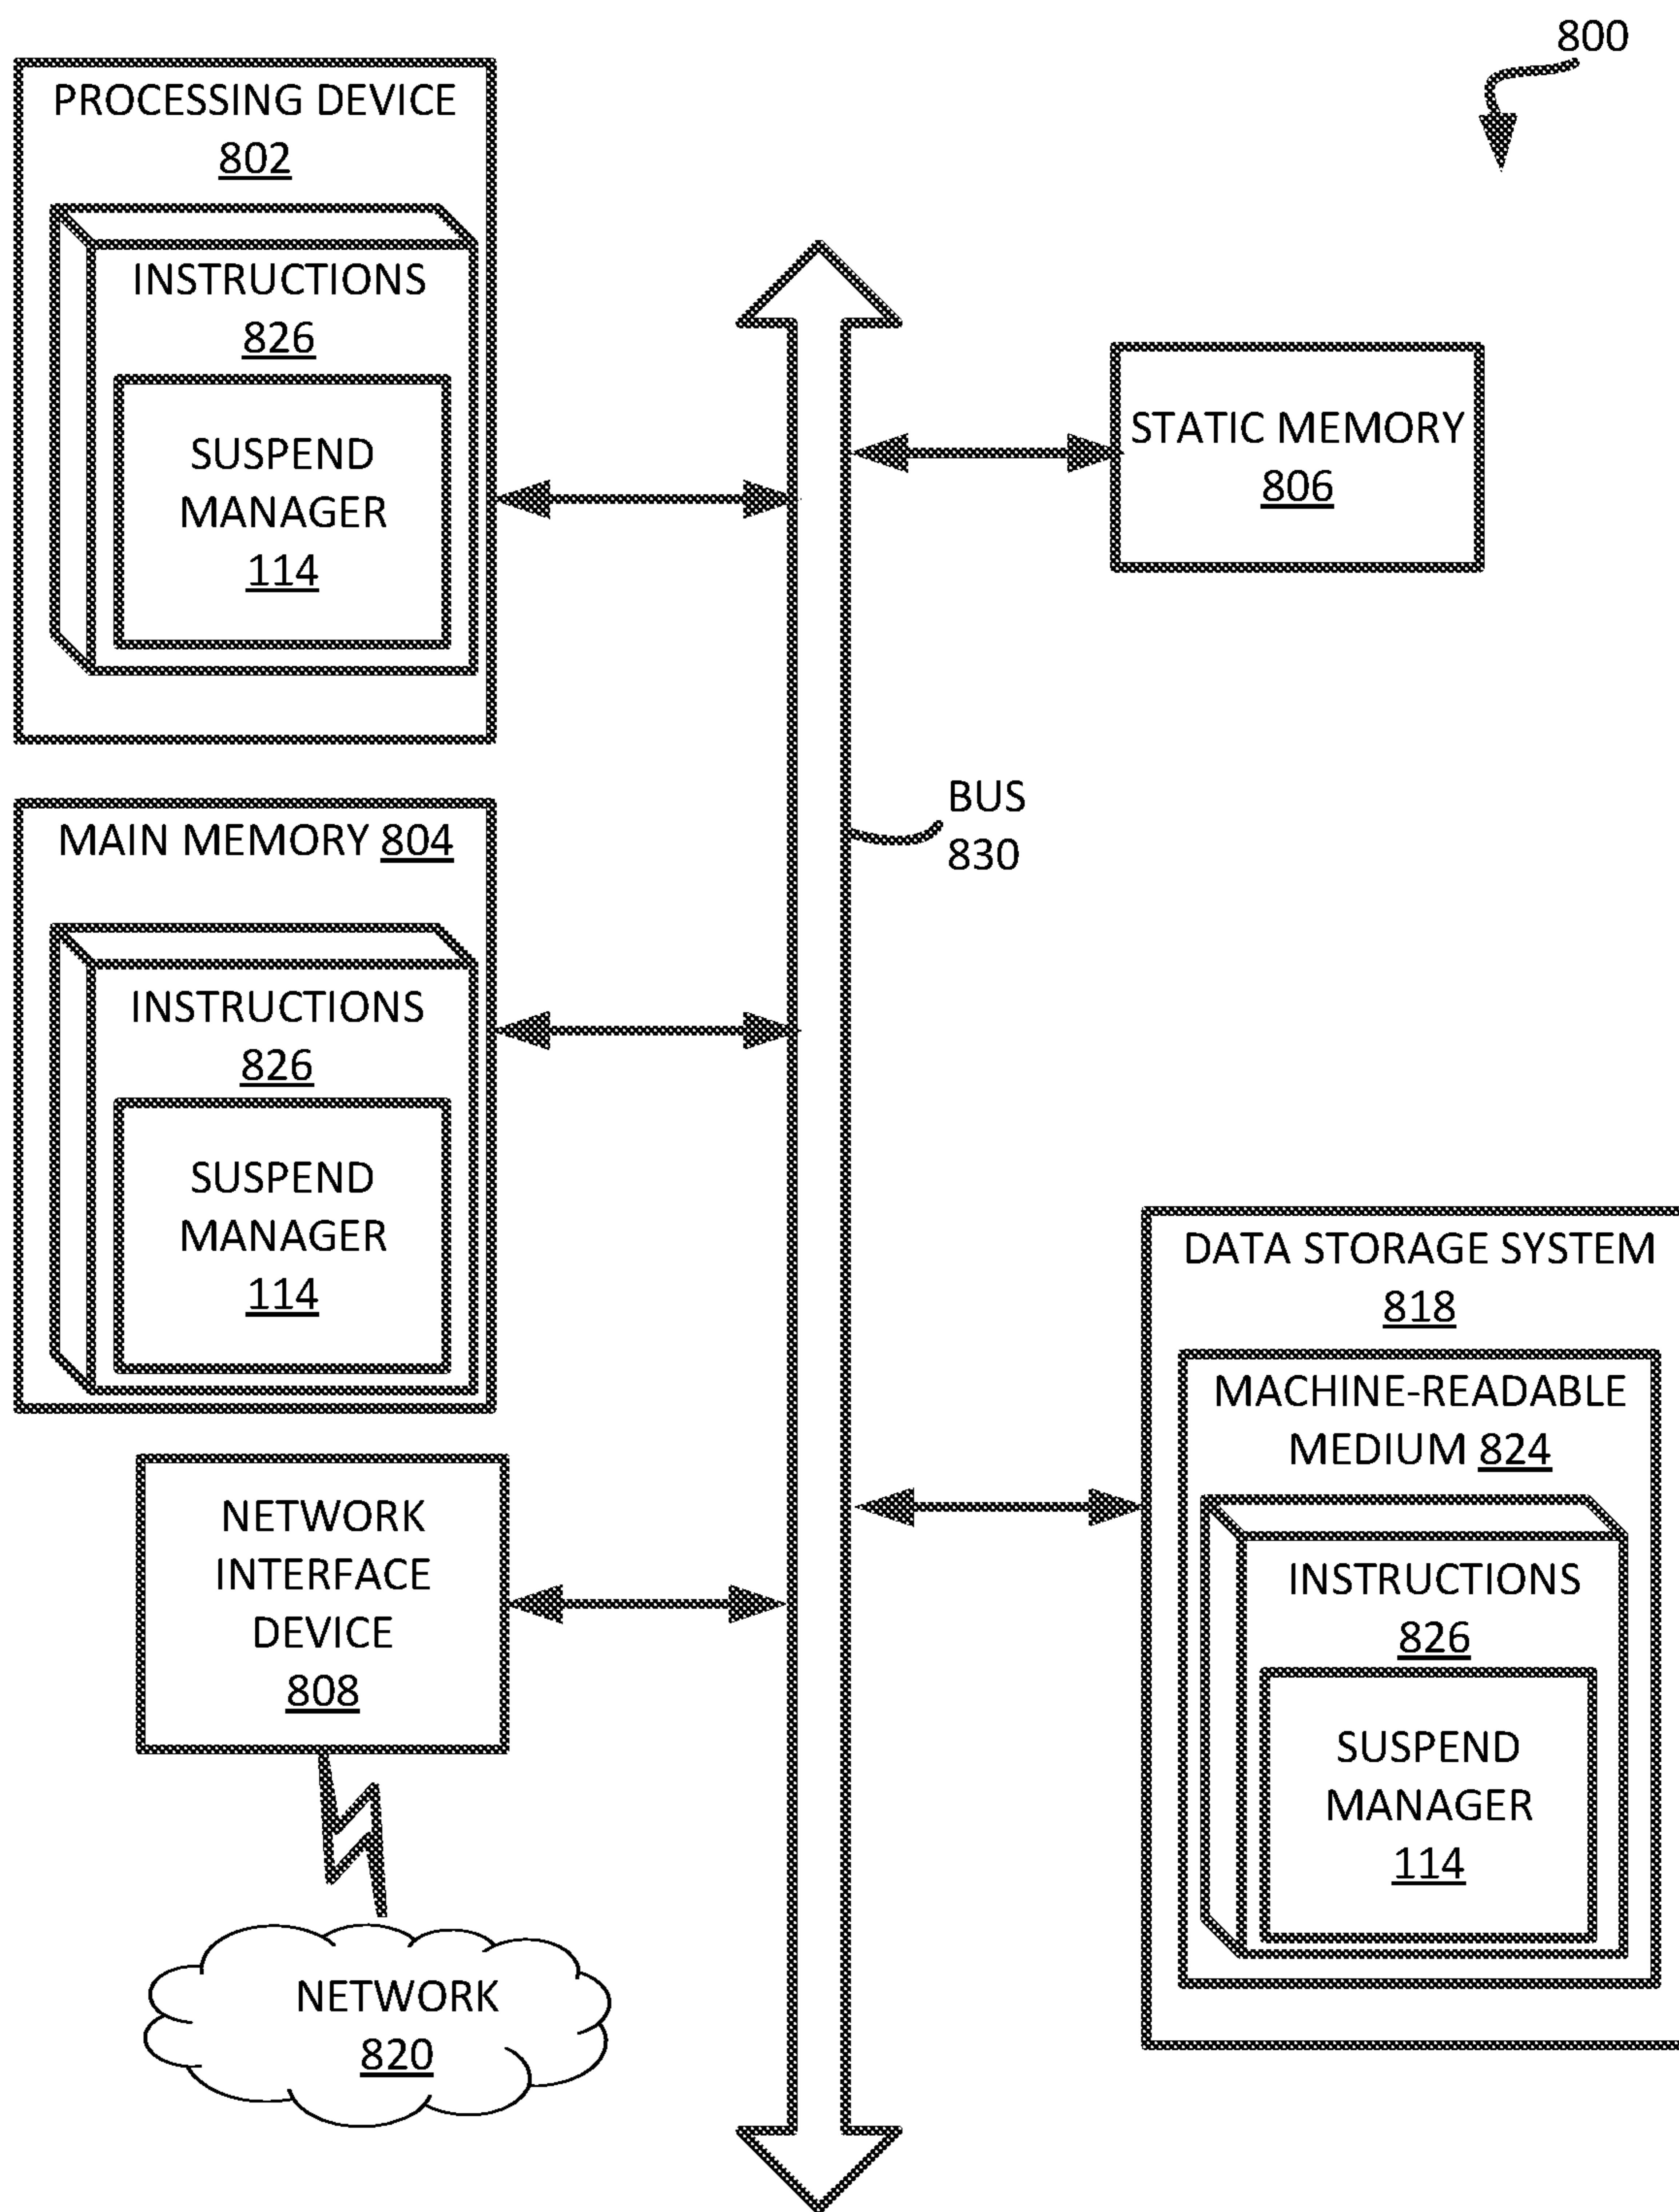 800
PROCESSING DEVICE
802
INSTRUCTIONS
826
SUSPEND
MANAGER
114
STATIC MEMORY
806
BUS
830
MAIN MEMORY 804
INSTRUCTIONS
826
SUSPEND
MANAGER
114
DATA STORAGE SYSTEM
818
MACHINE-READABLE
MEDIUM 824
INSTRUCTIONS
826
SUSPEND
MANAGER
114
NETWORK
INTERFACE
DEVICE
808
NETWORK
820